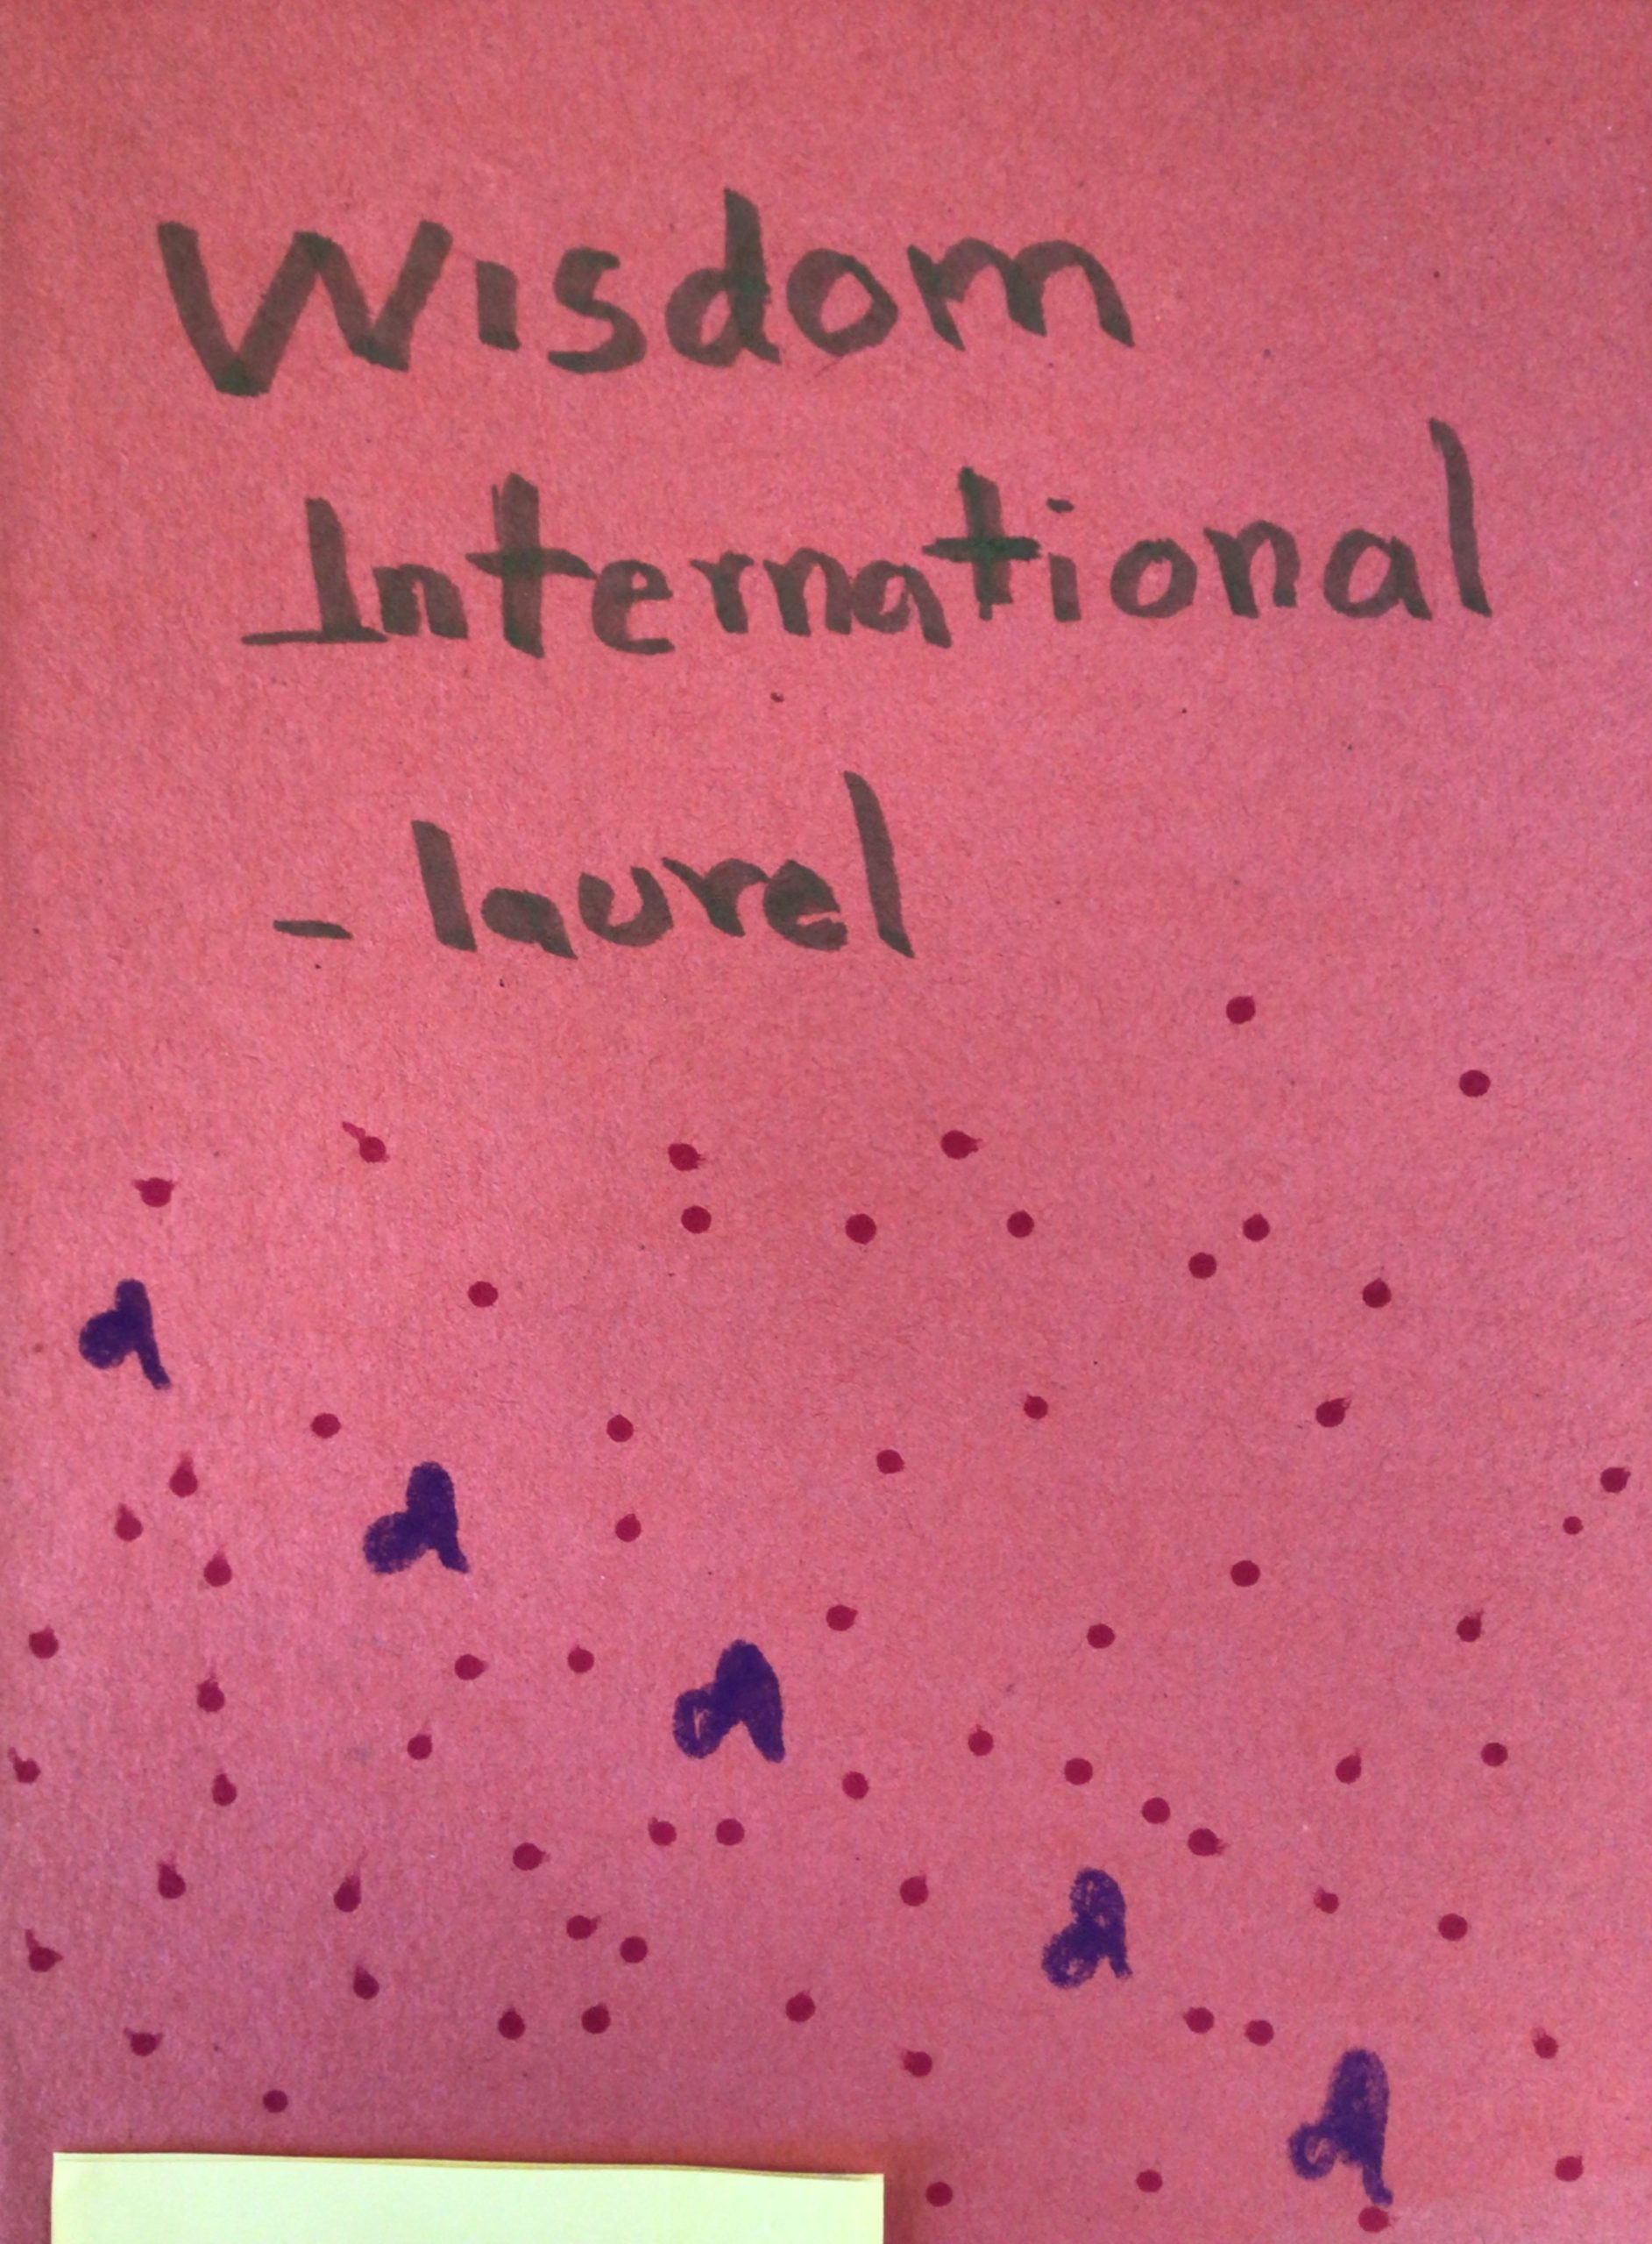 Wisdom
International
- laurel